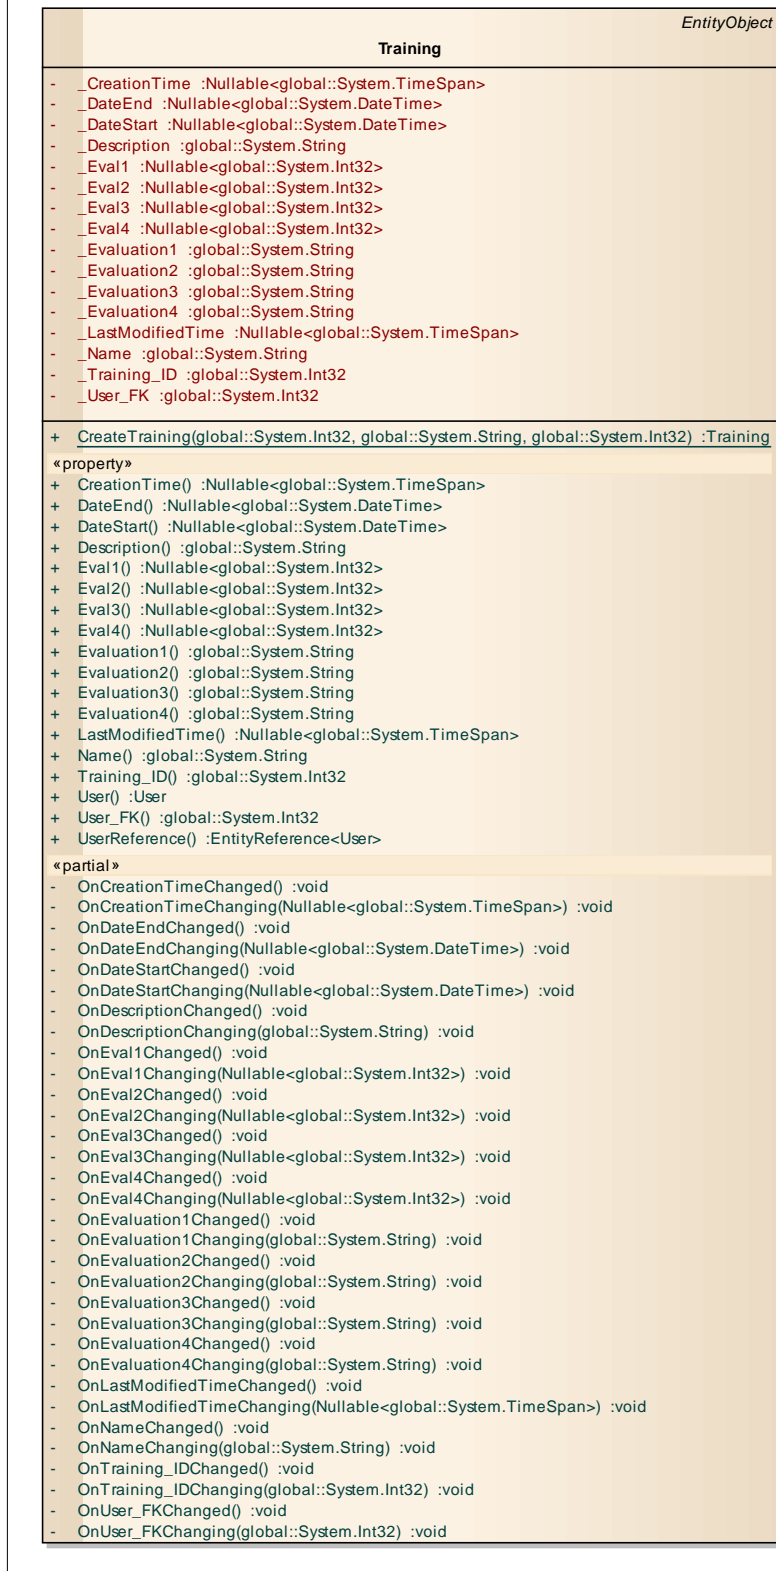 EntityObject
Training
- _CreationTime :Nullable<global::System.TimeSpan>
- _DateEnd :Nullable<global::System.DateTime>
- _DateStart :Nullable<global::System.DateTime>
- _Description :global::System.String
- _Eval1 :Nullable<global::System.Int32>
- _Eval2 :Nullable<global::System.Int32>
- _Eval3 :Nullable<global::System.Int32>
- _Eval4 :Nullable<global::System.Int32>
- _Evaluation1 :global::System.String
- _Evaluation2 :global::System.String
- _Evaluation3 :global::System.String
- _Evaluation4 :global::System.String
- _LastModifiedTime :Nullable<global::System.TimeSpan>
- _Name :global::System.String
- _Training_ID :global::System.Int32
- _User_FK :global::System.Int32
+ CreateTraining(global::System.Int32, global::System.String, global::System.Int32) :Training
«property»
+ CreationTime() :Nullable<global::System.TimeSpan>
+ DateEnd() :Nullable<global::System.DateTime>
+ DateStart() :Nullable<global::System.DateTime>
+ Description() :global::System.String
+ Eval1() :Nullable<global::System.Int32>
+ Eval2() :Nullable<global::System.Int32>
+ Eval3() :Nullable<global::System.Int32>
+ Eval4() :Nullable<global::System.Int32>
+ Evaluation1() :global::System.String
+ Evaluation2() :global::System.String
+ Evaluation3() :global::System.String
+ Evaluation4() :global::System.String
+ LastModifiedTime() :Nullable<global::System.TimeSpan>
+ Name() :global::System.String
+ Training_ID() :global::System.Int32
+ User() :User
+ User_FK() :global::System.Int32
+ UserReference() :EntityReference<User>
«partial»
- OnCreationTimeChanged() :void
- OnCreationTimeChanging(Nullable<global::System.TimeSpan>) :void
- OnDateEndChanged() :void
- OnDateEndChanging(Nullable<global::System.DateTime>) :void
- OnDateStartChanged() :void
- OnDateStartChanging(Nullable<global::System.DateTime>) :void
- OnDescriptionChanged() :void
- OnDescriptionChanging(global::System.String) :void
- OnEval1Changed() :void
- OnEval1Changing(Nullable<global::System.Int32>) :void
- OnEval2Changed() :void
- OnEval2Changing(Nullable<global::System.Int32>) :void
- OnEval3Changed() :void
- OnEval3Changing(Nullable<global::System.Int32>) :void
- OnEval4Changed() :void
- OnEval4Changing(Nullable<global::System.Int32>) :void
- OnEvaluation1Changed() :void
- OnEvaluation1Changing(global::System.String) :void
- OnEvaluation2Changed() :void
- OnEvaluation2Changing(global::System.String) :void
- OnEvaluation3Changed() :void
- OnEvaluation3Changing(global::System.String) :void
- OnEvaluation4Changed() :void
- OnEvaluation4Changing(global::System.String) :void
- OnLastModifiedTimeChanged() :void
- OnLastModifiedTimeChanging(Nullable<global::System.TimeSpan>) :void
- OnNameChanged() :void
- OnNameChanging(global::System.String) :void
- OnTraining_IDChanged() :void
- OnTraining_IDChanging(global::System.Int32) :void
- OnUser_FKChanged() :void
- OnUser_FKChanging(global::System.Int32) :void